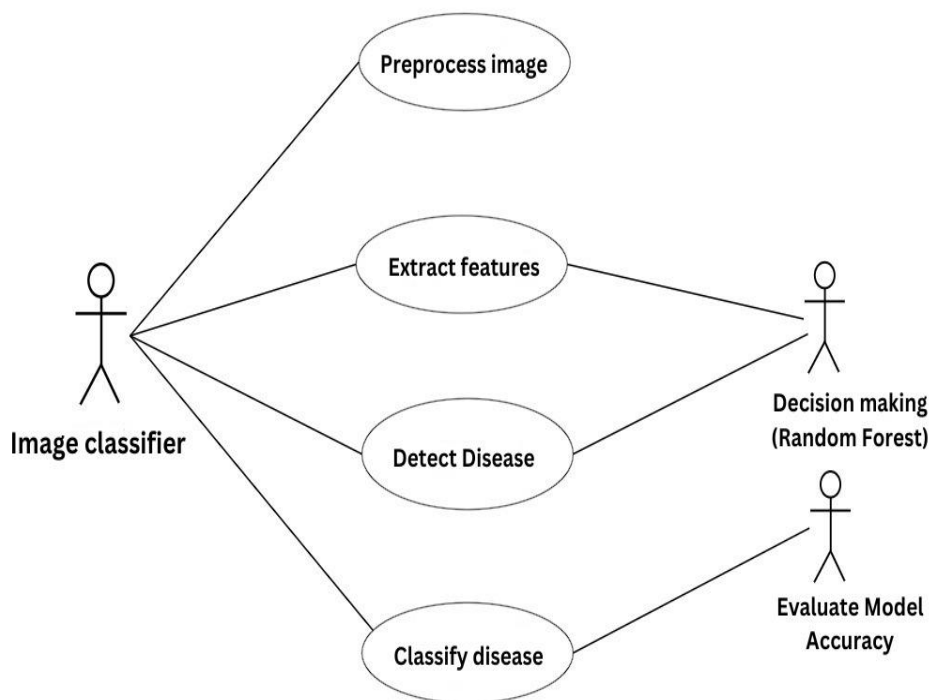 Preprocess image
Extract features
Image classifier
Detect Disease
Decision making
(Random Forest)
Classify disease
Evaluate Model
Accuracy